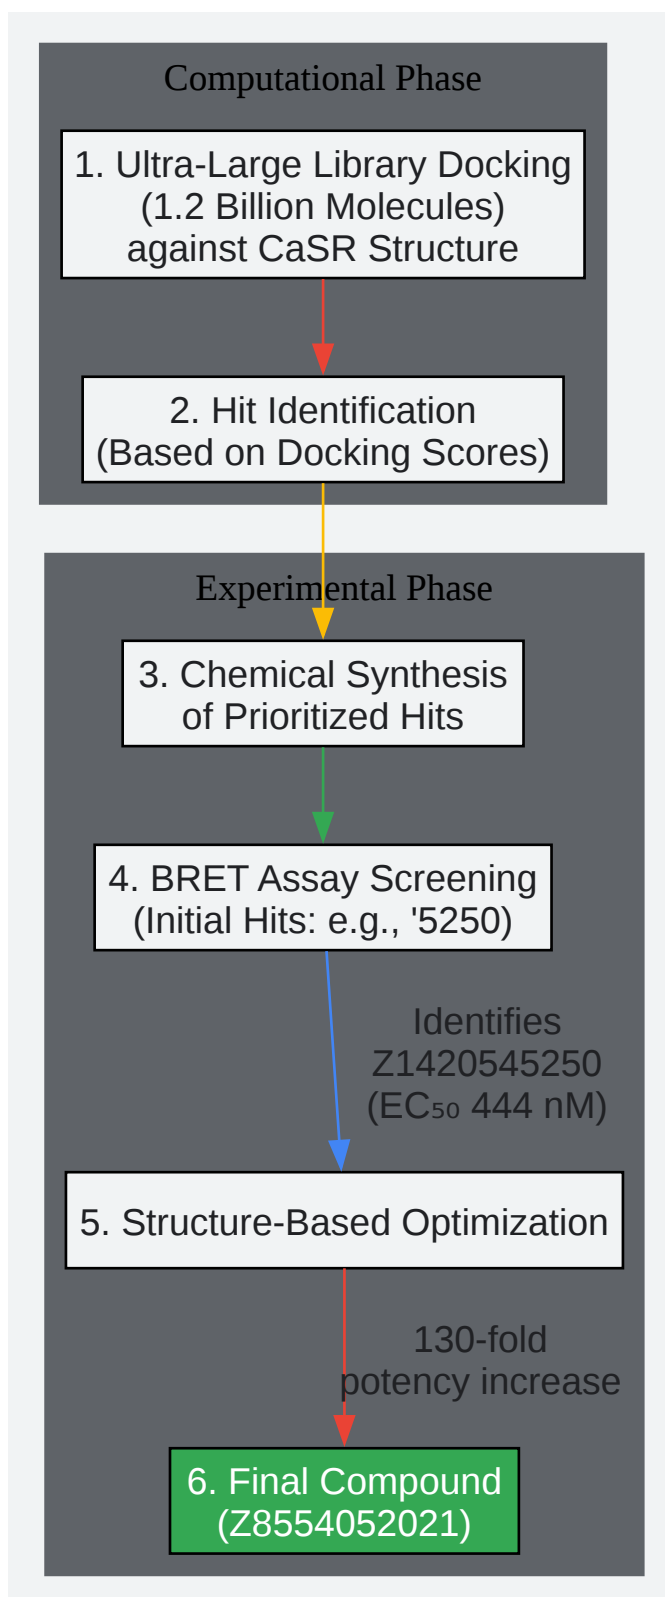 Computational Phase
1. Ultra-Large Library Docking
(1.2 Billion Molecules)
against CaSR Structure
2. Hit Identification
(Based on Docking Scores)
Experimental Phase
3. Chemical Synthesis
of Prioritized Hits
4. BRET Assay Screening
(Initial Hits: e.g., '5250)
Identifies
Z1420545250
(EC₅₀ 444 nM)
5. Structure-Based Optimization
130-fold
potency increase
6. Final Compound
(Z8554052021)